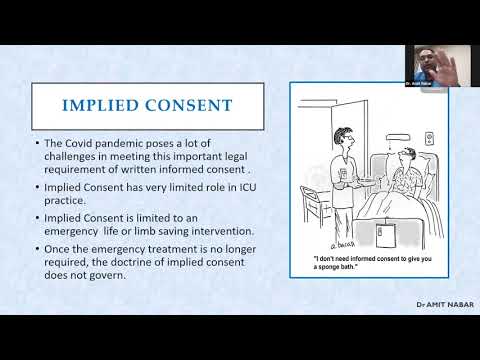 Dr. Amit Nabar
IMPLIED CONSENT
• The Covid pandemic poses a lot of
challenges in meeting this important legal
requirement of written informed consent .
• Implied Consent has very limited role in ICU
practice.
• Implied Consent is limited to an
emergency life or limb saving intervention.
• Once the emergency treatment is no longer
required, the doctrine of implied consent
does not govern.
a. bacall
"I don't need informed consent to give you
a sponge bath."
Dr AMIT NABAR